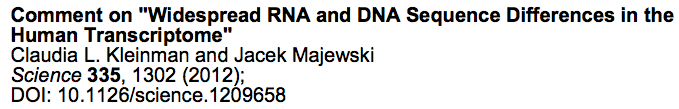 Comment on "Widespread RNA and DNA Sequence Differences in the
Human Transcriptome"
Claudia L. Kleinman and Jacek Majewski
Science 335, 1302 (2012);
DOI: 10.1126/science.1209658